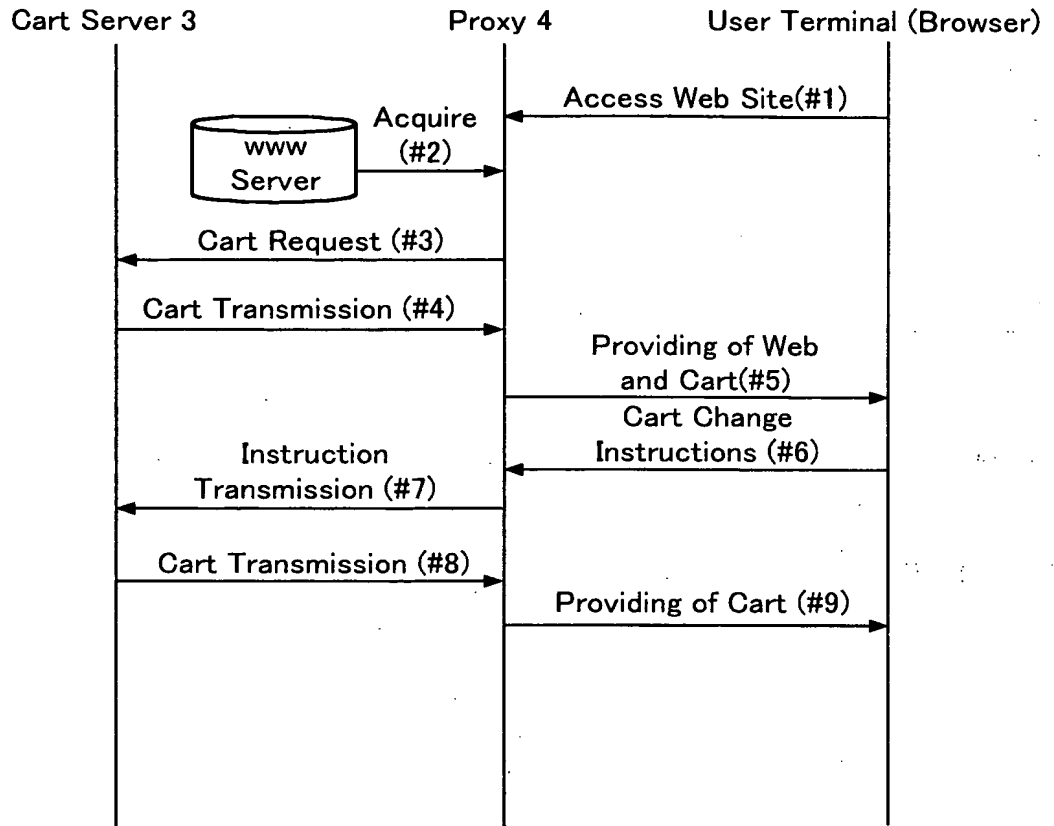 Cart Server 3
Proxy 4
User Terminal (Browser)
Access Web Site(#1)
Acquire
(#2)
www
Server
Cart Request (#3)
Cart Transmission (#4)
Providing of Web
and Cart(#5)
Cart Change
Instructions (#6)
Instruction
Transmission (#7)
Cart Transmission (#8)
Providing of Cart (#9)